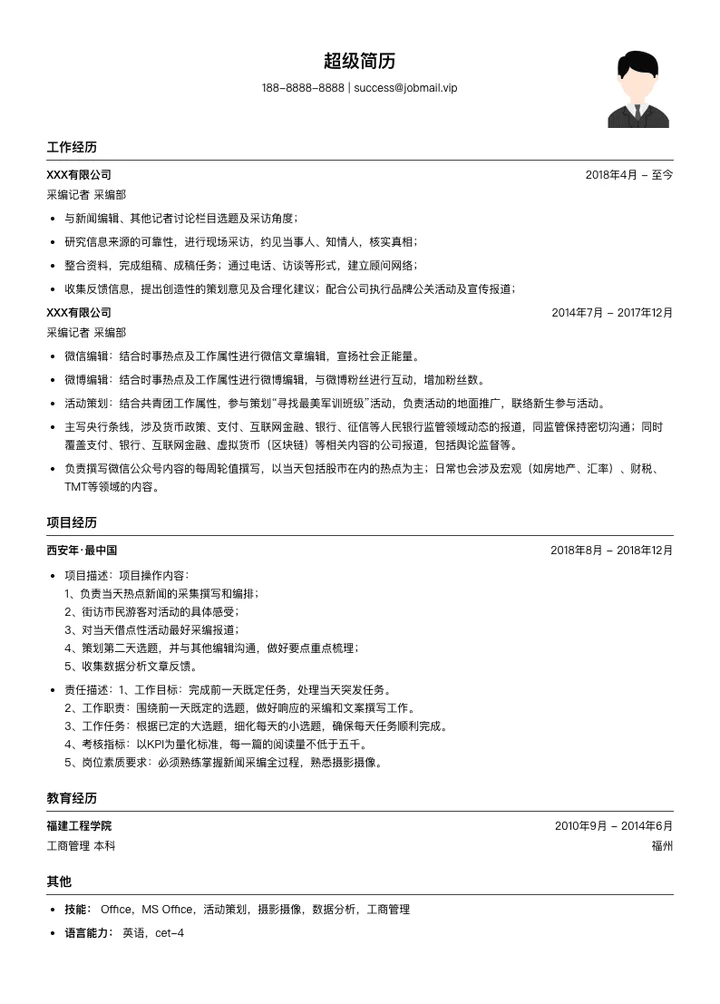 超级简历
188-8888-8888 | success@jobmail.vip
工作经历
XXX有限公司 2018年4月 – 至今
采编记者 采编部
• 与新闻编辑、其他记者讨论栏目选题及采访角度；
• 研究信息来源的可靠性，进行现场采访，约见当事人、知情人，核实真相；
• 整合资料，完成组稿、成稿任务；通过电话、访谈等形式，建立顾问网络；
• 收集反馈信息，提出创造性的策划意见及合理化建议；配合公司执行品牌公关活动及宣传报道；
XXX有限公司 2014年7月 – 2017年12月
采编记者 采编部
• 微信编辑：结合时事热点及工作属性进行微信文章编辑，宣扬社会正能量。
• 微博编辑：结合时事热点及工作属性进行微博编辑，与微博粉丝进行互动，增加粉丝数。
• 活动策划：结合共青团工作属性，参与策划“寻找最美军训班级”活动，负责活动的地面推广，联络新生参与活动。
• 主写央行条线，涉及货币政策、支付、互联网金融、银行、征信等人民银行监管领域动态的报道，同监管保持密切沟通；同时
覆盖支付、银行、互联网金融、虚拟货币（区块链）等相关内容的公司报道，包括舆论监督等。
• 负责撰写微信公众号内容的每周轮值撰写，以当天包括股市在内的热点为主；日常也会涉及宏观（如房地产、汇率）、财税、
TMT等领域的内容。
项目经历
西安年·最中国 2018年8月 – 2018年12月
• 项目描述：项目操作内容：
1、负责当天热点新闻的采集撰写和编排；
2、街访市民游客对活动的具体感受；
3、对当天借点性活动最好采编报道；
4、策划第二天选题，并与其他编辑沟通，做好要点重点梳理；
5、收集数据分析文章反馈。
• 责任描述：1、工作目标：完成前一天既定任务，处理当天突发任务。
2、工作职责：围绕前一天既定的选题，做好响应的采编和文案撰写工作。
3、工作任务：根据已定的大选题，细化每天的小选题，确保每天任务顺利完成。
4、考核指标：以KPI为量化标准，每一篇的阅读量不低于五千。
5、岗位素质要求：必须熟练掌握新闻采编全过程，熟悉摄影摄像。
教育经历
福建工程学院 2010年9月 – 2014年6月
工商管理 本科 福州
其他
• 技能： Office，MS Office，活动策划，摄影摄像，数据分析，工商管理
• 语言能力： 英语，cet-4